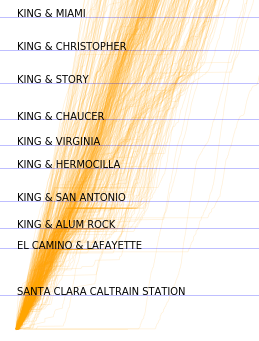 KING & MIAMI
KING & CHRISTOPHER
KING & STORY
KING & CHAUCER
KING & VIRGINIA
KING & HERMOCILLA
KING & SAN ANTONIO
KING & ALUM ROCK
EL CAMINO & LAFAYETTE
SANTA CLARA CALTRAIN STATION